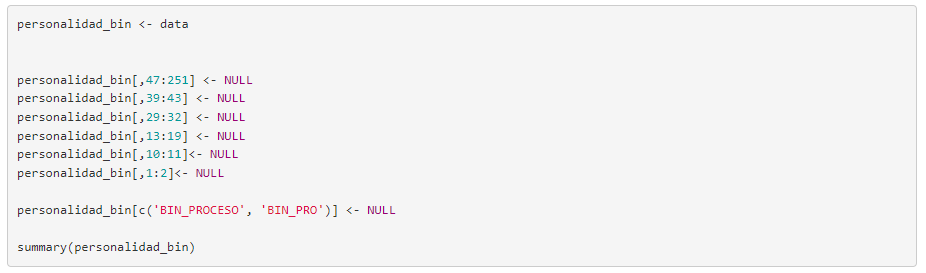 personalidad_bin <- data
personalidad_bin[,47:251] <- NULL
personalidad_bin[,39:43] <- NULL
personalidad_bin[,29:32] <- NULL
personalidad_bin[,13:19] <- NULL
personalidad_bin[,10:11]<- NULL
personalidad_bin[,1:2]<- NULL
personalidad_bin[c('BIN_PROCESO', 'BIN_PRO')] <- NULL
summary(personalidad_bin)